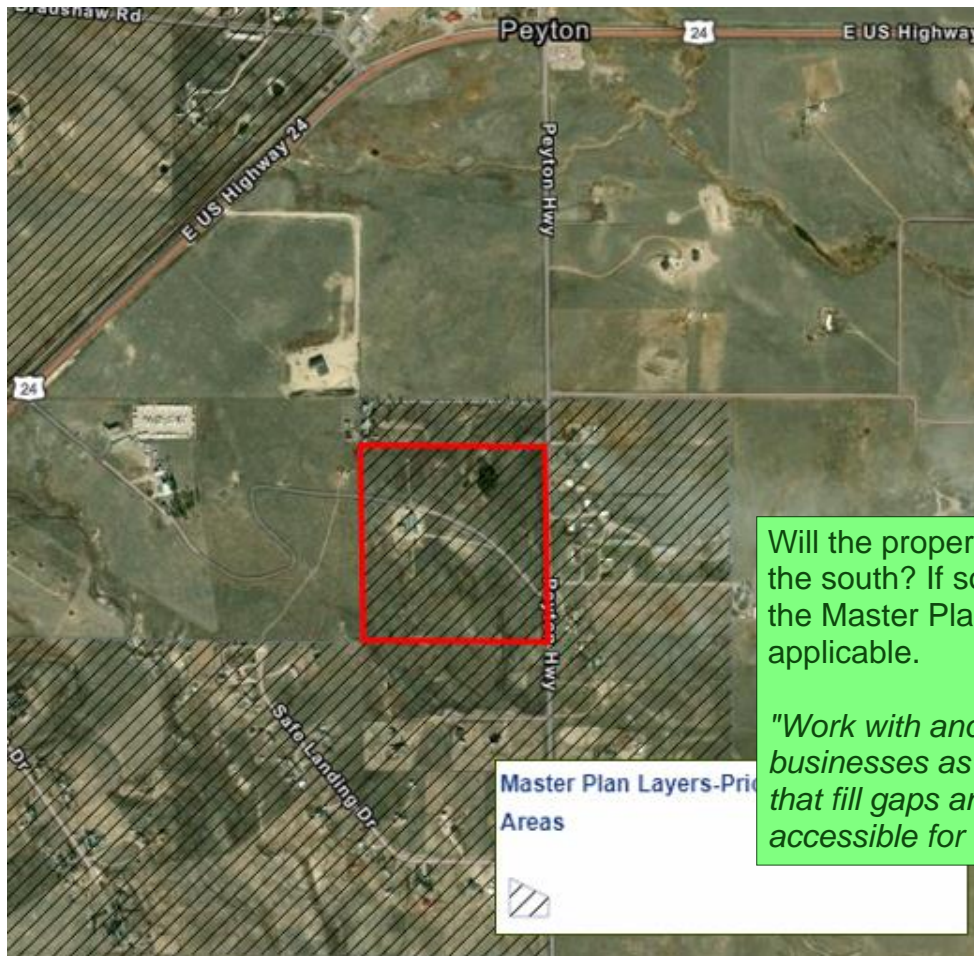 Bradshaw Rd
Peyton
24
E US Highway
E US Highway 24
Peyton Hwy
24
Peyton Hwy
Safe Landing Dr
Dr
Will the proper
the south? If so
the Master Pla
applicable.
"Work with and
businesses as
that fill gaps an
accessible for
Master Plan Layers-Prio
Areas